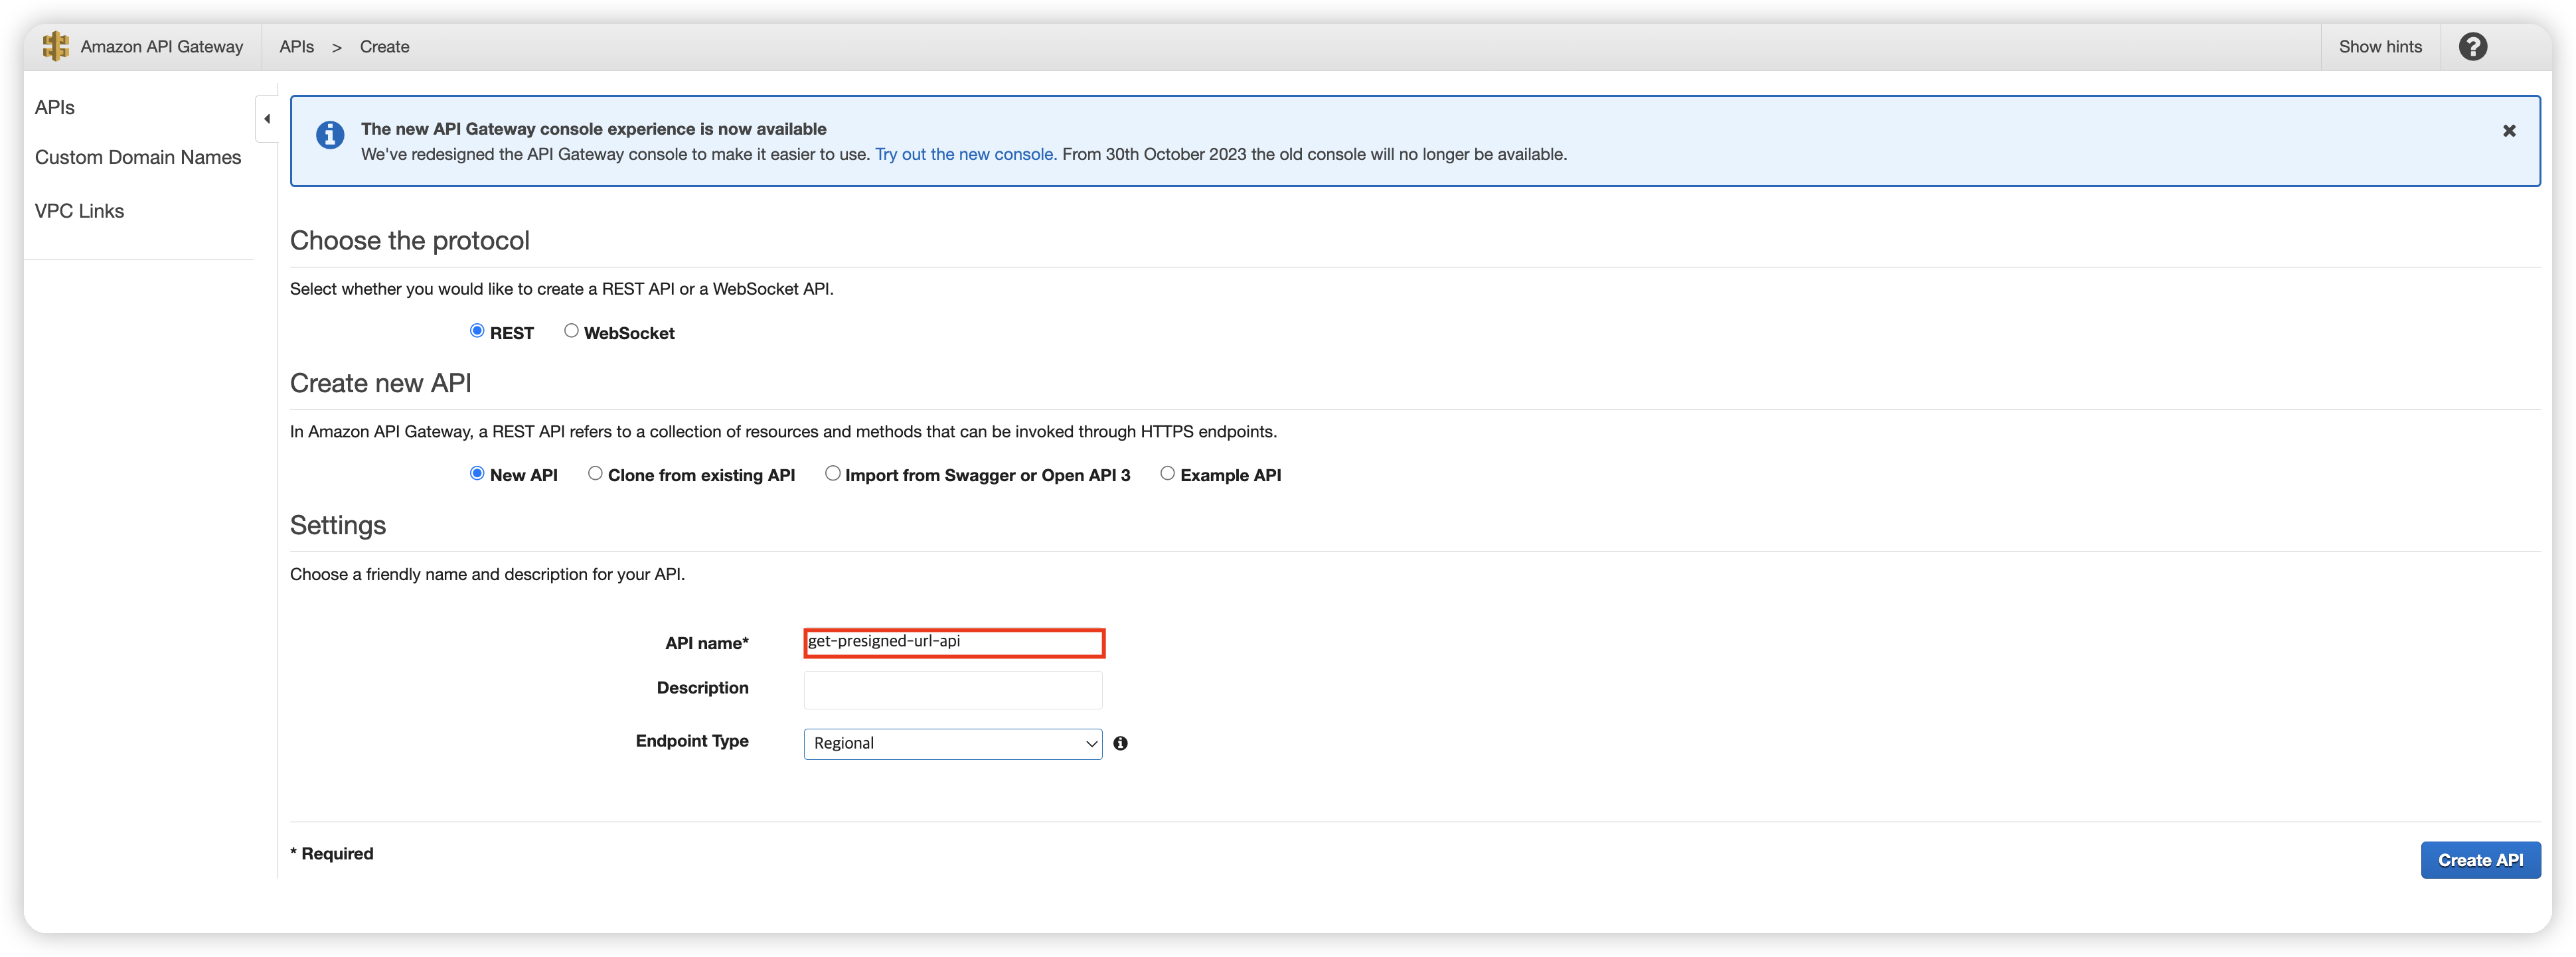 Amazon API Gateway
APIs > Create
Show hints
?
APIs
Custom Domain Names
VPC Links
The new API Gateway console experience is now available
We've redesigned the API Gateway console to make it easier to use. Try out the new console. From 30th October 2023 the old console will no longer be available.
Choose the protocol
Select whether you would like to create a REST API or a WebSocket API.
REST WebSocket
Create new API
In Amazon API Gateway, a REST API refers to a collection of resources and methods that can be invoked through HTTPS endpoints.
New API Clone from existing API Import from Swagger or Open API 3 Example API
Settings
Choose a friendly name and description for your API.
API name* get-presigned-url-api
Description
Endpoint Type Regional
* Required
Create API